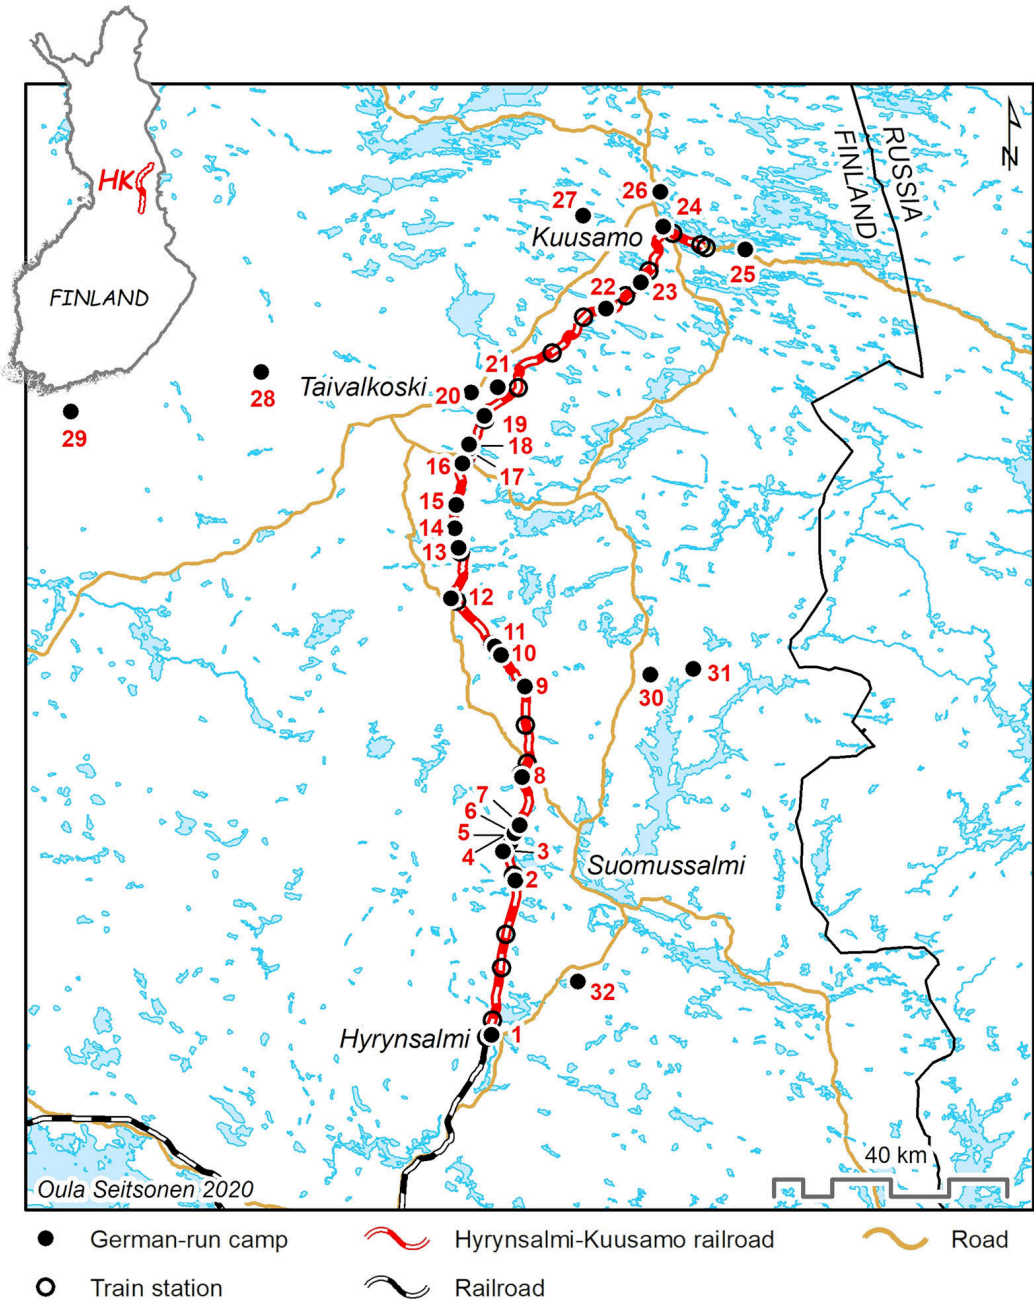 HK
FINLAND
RUSSIA
FINLAND
N
26
27
24
Kuusamo
25
22
23
21
Taivalkoski
20
28
29
19
18
16
17
15
14
13
12
11
10
9
31
30
8
7
6
5
4
3
Suomussalmi
2
32
Hyrynsalmi
1
40 km
Oula Seitsonen 2020
German-run camp
Hyrynsalmi-Kuusamo railroad
Road
Train station
Railroad